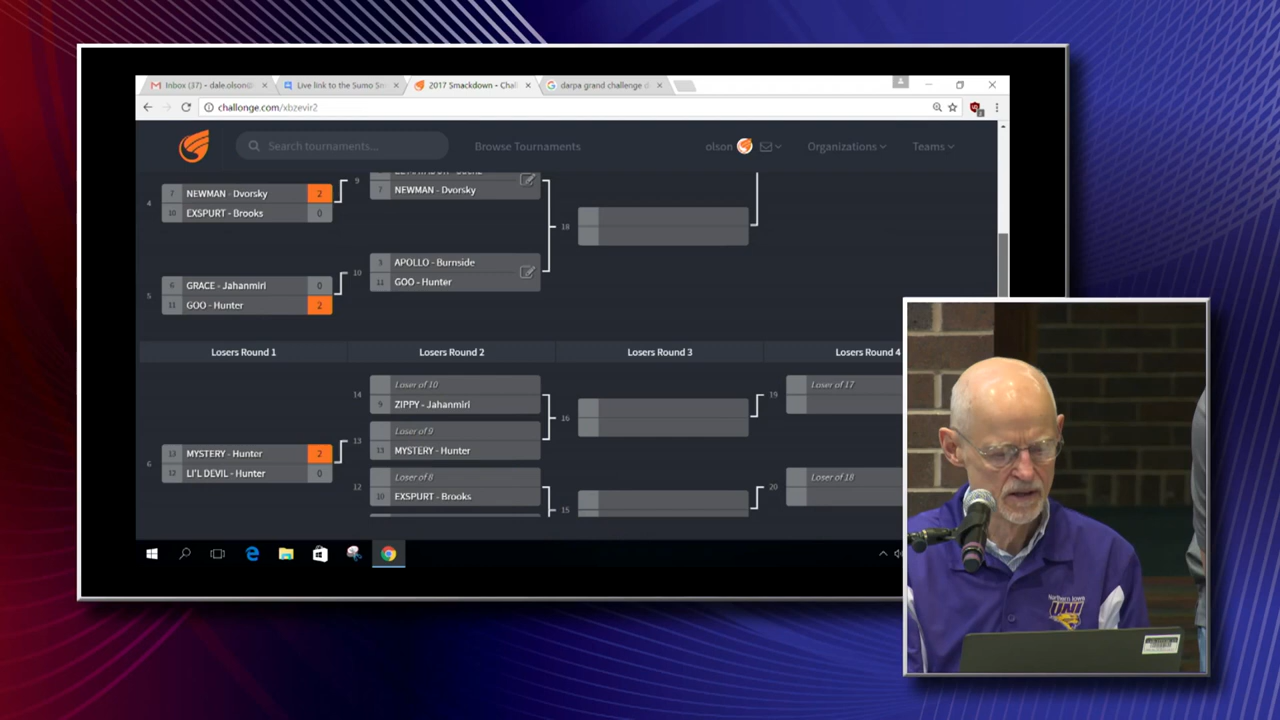 Inbox (37) - dale.olson@
Live link to the Sumo Sm
2017 Smackdown - Chal
darpa grand challenge d
challonge.com/xbzevir2
Search tournaments...
Browse Tournaments
olson
Organizations
Teams
4
7 NEWMAN - Dvorsky 2
10 EXSPURT - Brooks 0
9
7 NEWMAN - Dvorsky
18
5
6 GRACE - Jahanmiri 0
11 GOO - Hunter 2
10
3 APOLLO - Burnside
11 GOO - Hunter
Losers Round 1
Losers Round 2
Losers Round 3
Losers Round 4
14
Loser of 10
9 ZIPPY - Jahanmiri
16
19
Loser of 17
6
13 MYSTERY - Hunter 2
12 LI'L DEVIL - Hunter 0
13
Loser of 9
13 MYSTERY - Hunter
12
Loser of 8
10 EXSPURT - Brooks
15
20
Loser of 18
Northern Iowa
UNI